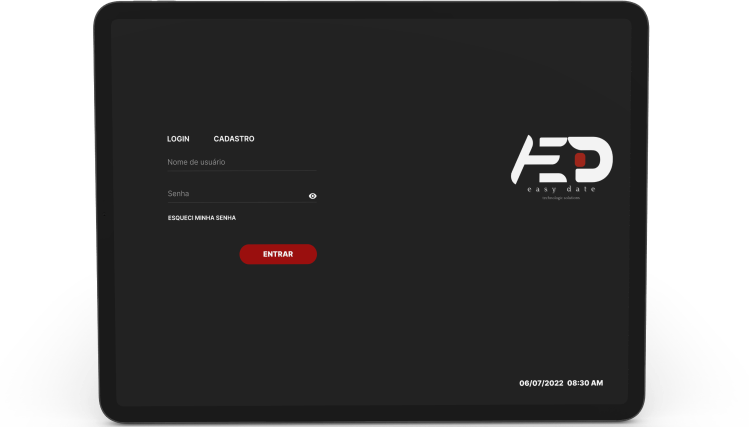 LOGIN CADASTRO
Nome de usuário
Senha
ESQUECI MINHA SENHA
ENTRAR
ED
easy date
technologic solutions
06/07/2022 08:30 AM